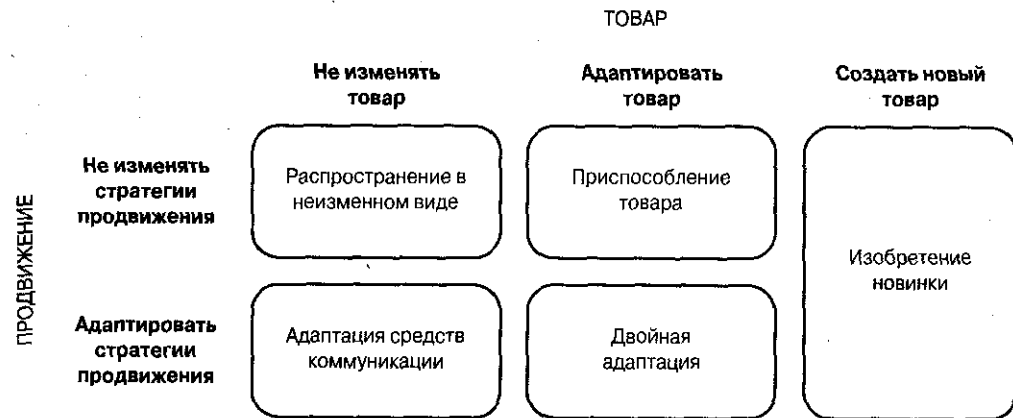 ТОВАР
Не изменять
товар
Адаптировать
товар
Создать новый
товар
ПРОДВИЖЕНИЕ
Не изменять
стратегии
продвижения
Распространение в
неизменном виде
Приспособление
товара
Изобретение
новинки
Адаптировать
стратегии
продвижения
Адаптация средств
коммуникации
Двойная
адаптация